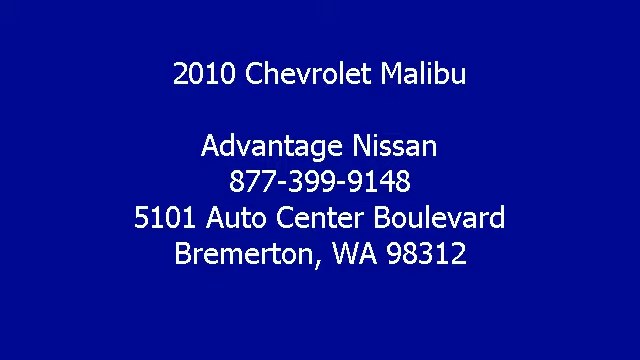 2010 Chevrolet Malibu
Advantage Nissan
877-399-9148
5101 Auto Center Boulevard
Bremerton, WA 98312